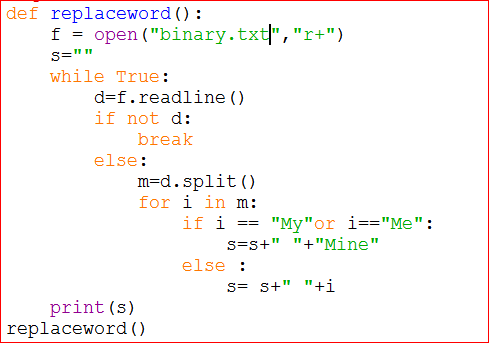 def replaceword():
    f = open("binary.txt","r+")
    s=""
    while True:
        d=f.readline()
        if not d:
            break
        else:
            m=d.split()
            for i in m:
                if i == "My"or i=="Me":
                    s=s+" "+"Mine"
                else :
                    s= s+" "+i
    print(s)
replaceword()